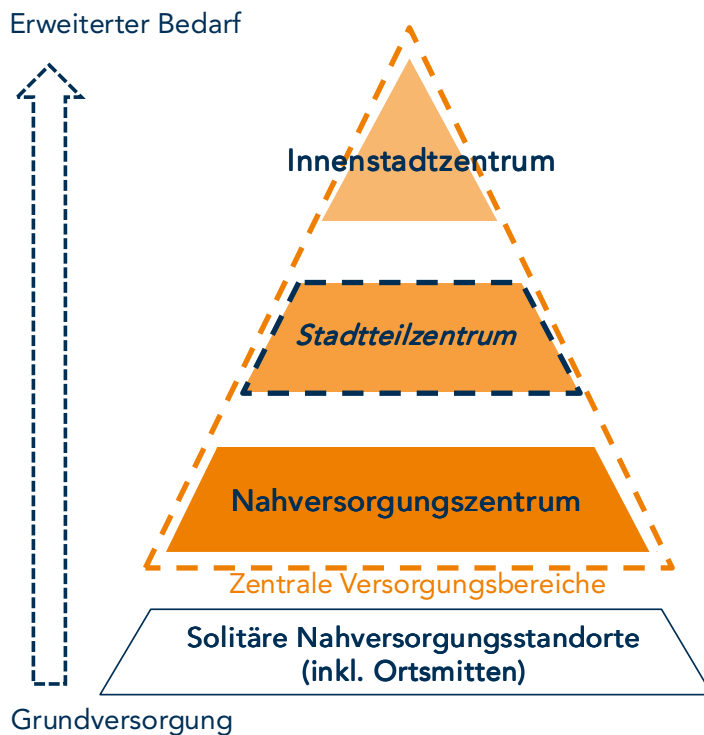 Erweiterter Bedarf
Innenstadtzentrum
Stadtteilzentrum
Nahversorgungszentrum
Zentrale Versorgungsbereiche
Solitäre Nahversorgungsstandorte
(inkl. Ortsmitten)
Grundversorgung